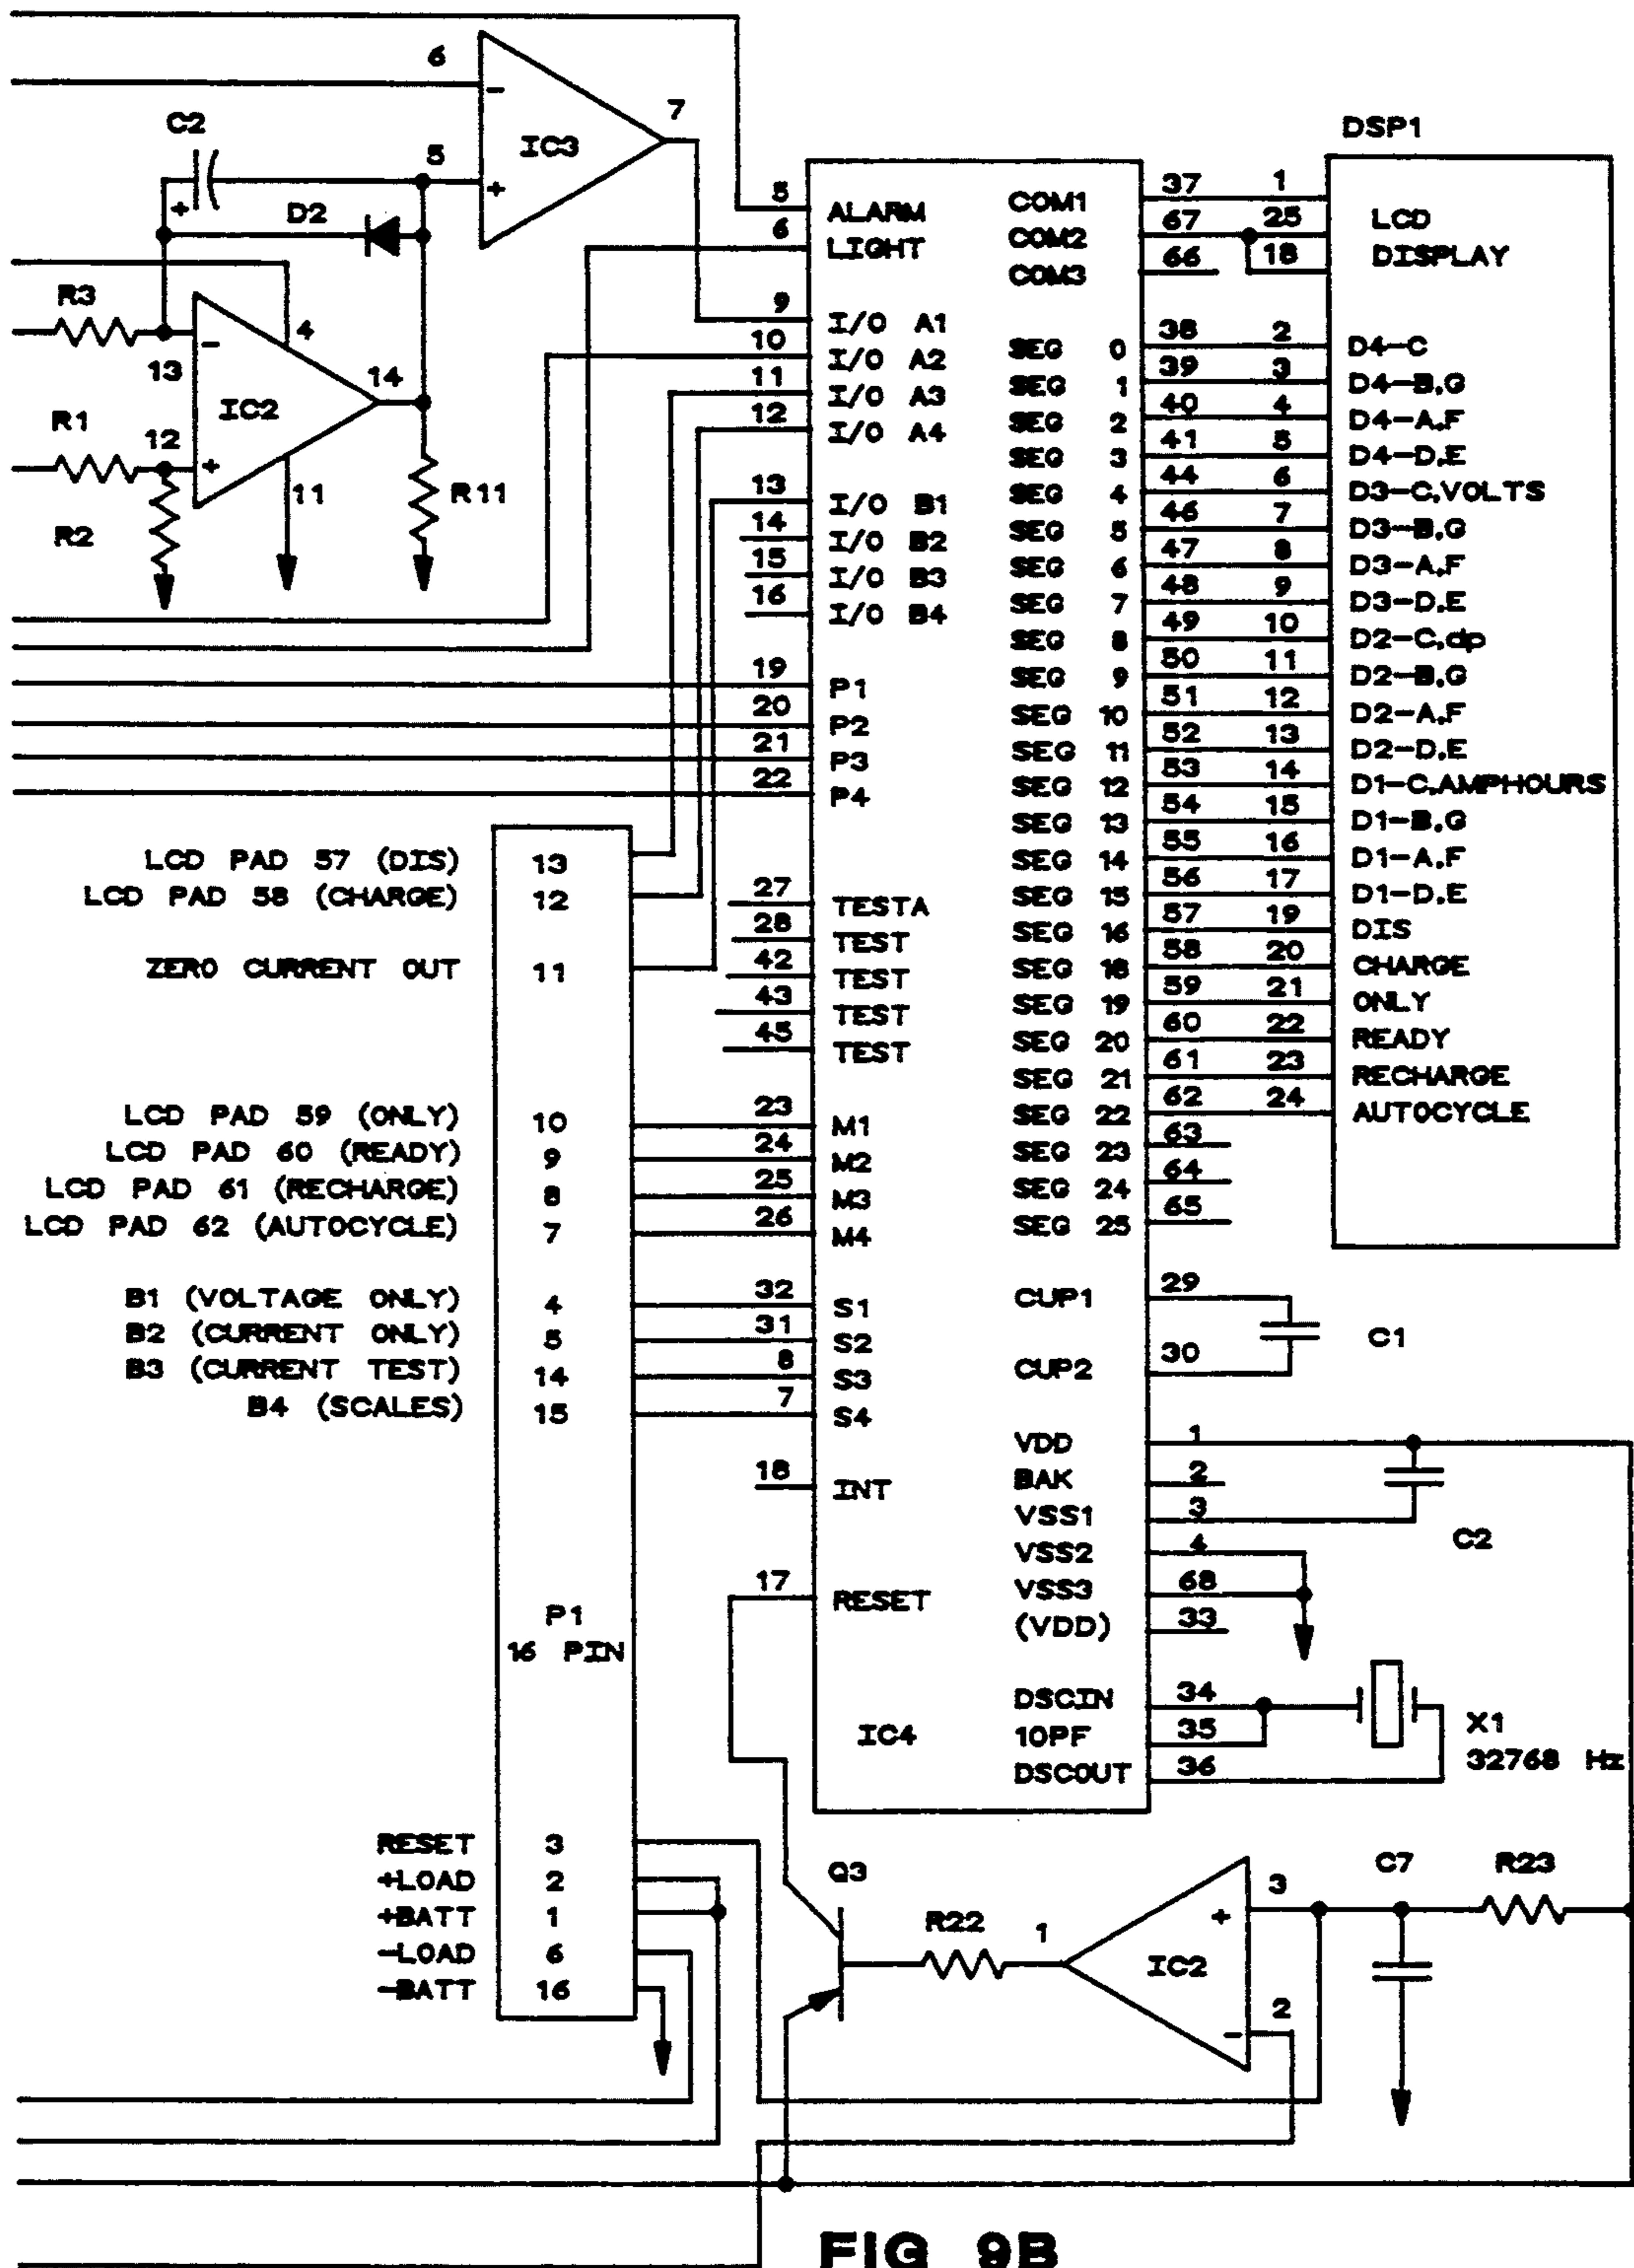 6
7
IC3
5
C2
+
D2
-
+
R3
4
13
-
14
IC2
R1
12
+
11
R2
R11
DSP1
5 ALARM
6 LIGHT
9 I/O A1
10 I/O A2
11 I/O A3
12 I/O A4
13 I/O B1
14 I/O B2
15 I/O B3
16 I/O B4
19 P1
20 P2
21 P3
22 P4
27 TESTA
28 TEST
42 TEST
43 TEST
45 TEST
23 M1
24 M2
25 M3
26 M4
32 S1
31 S2
8 S3
7 S4
18 INT
17 RESET
IC4
COM1 37 1
COM2 67 25
COM3 66 18
LCD
DISPLAY
SEG 0 38 2 D4-C
SEG 1 39 3 D4-B,G
SEG 2 40 4 D4-A,F
SEG 3 41 5 D4-D,E
SEG 4 44 6 D3-C,VOLTS
SEG 5 46 7 D3-B,G
SEG 6 47 8 D3-A,F
SEG 7 48 9 D3-D,E
SEG 8 49 10 D2-C,dp
SEG 9 50 11 D2-B,G
SEG 10 51 12 D2-A,F
SEG 11 52 13 D2-D,E
SEG 12 53 14 D1-C,AMPHOURS
SEG 13 54 15 D1-B,G
SEG 14 55 16 D1-A,F
SEG 15 56 17 D1-D,E
SEG 16 57 19 DIS
SEG 18 58 20 CHARGE
SEG 19 59 21 ONLY
SEG 20 60 22 READY
SEG 21 61 23 RECHARGE
SEG 22 62 24 AUTOCYCLE
SEG 23 63
SEG 24 64
SEG 25 65
CUP1 29
C1
CUP2 30
VDD 1
BAK 2
VSS1 3
C2
VSS2 4
VSS3 68
(VDD) 33
DSCIN 34
10PF 35
DSCOUT 36
X1
32768 Hz
LCD PAD 57 (DIS) 13
LCD PAD 58 (CHARGE) 12
ZERO CURRENT OUT 11
LCD PAD 59 (ONLY) 10
LCD PAD 60 (READY) 9
LCD PAD 61 (RECHARGE) 8
LCD PAD 62 (AUTOCYCLE) 7
B1 (VOLTAGE ONLY) 4
B2 (CURRENT ONLY) 5
B3 (CURRENT TEST) 14
B4 (SCALES) 15
P1
16 PIN
RESET 3
+LOAD 2
+BATT 1
-LOAD 6
-BATT 16
Q3
R22
1
IC2
3
+
2
-
C7
R23
FIG 9B